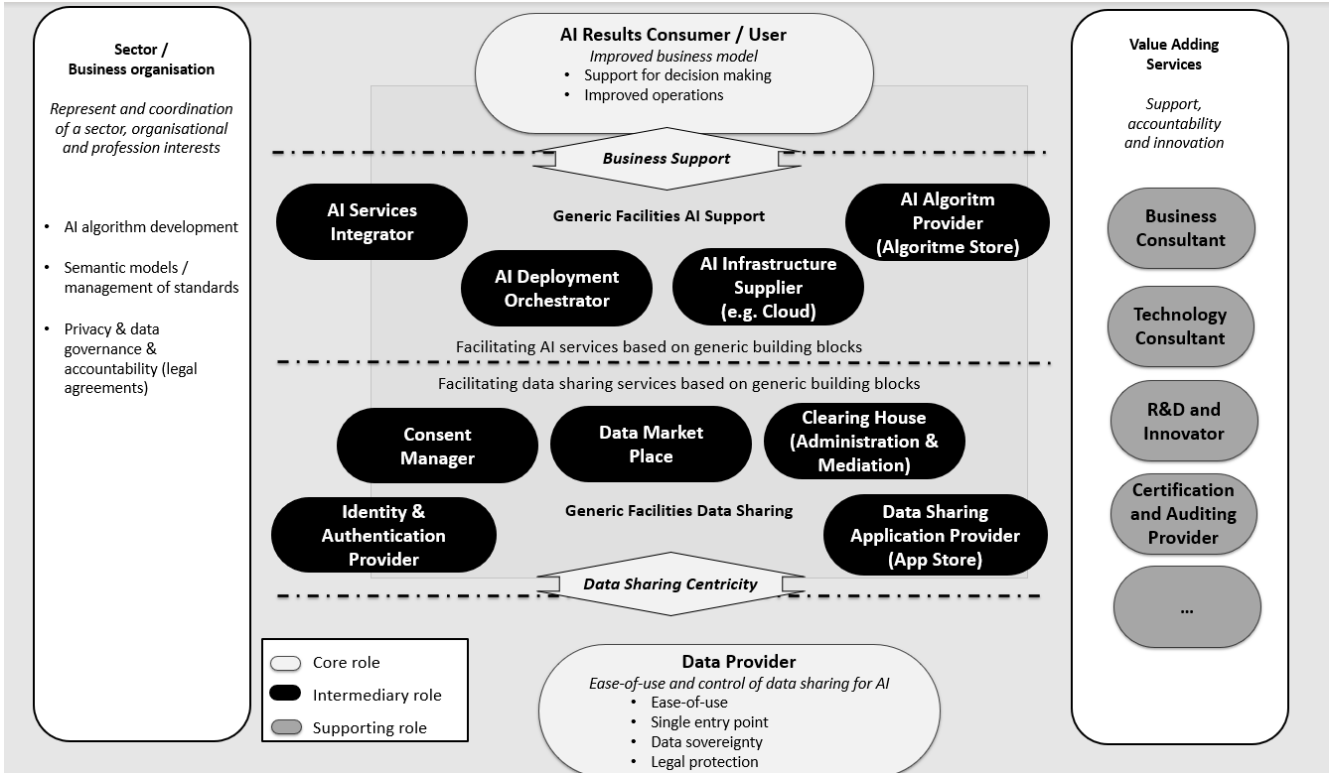 Sector /
Business organisation
Represent and coordination
of a sector, organisational
and profession interests
• AI algorithm development
• Semantic models /
management of standards
• Privacy & data
governance &
accountability (legal
agreements)
AI Results Consumer / User
Improved business model
• Support for decision making
• Improved operations
Business Support
AI Services
Integrator
Generic Facilities AI Support
AI Algoritm
Provider
(Algoritme Store)
AI Deployment
Orchestrator
AI Infrastructure
Supplier
(e.g. Cloud)
Facilitating AI services based on generic building blocks
Facilitating data sharing services based on generic building blocks
Consent
Manager
Data Market
Place
Clearing House
(Administration &
Mediation)
Identity &
Authentication
Provider
Generic Facilities Data Sharing
Data Sharing
Application Provider
(App Store)
Data Sharing Centricity
Core role
Intermediary role
Supporting role
Data Provider
Ease-of-use and control of data sharing for AI
• Ease-of-use
• Single entry point
• Data sovereignty
• Legal protection
Value Adding
Services
Support,
accountability
and innovation
Business
Consultant
Technology
Consultant
R&D and
Innovator
Certification
and Auditing
Provider
...